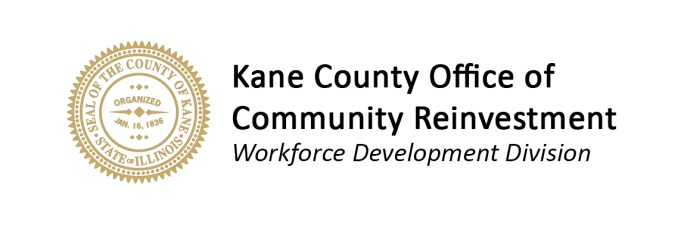 SEAL OF THE COUNTY OF KANE
STATE OF ILLINOIS
ORGANIZED
JAN. 16, 1836
Kane County Office of
Community Reinvestment
Workforce Development Division